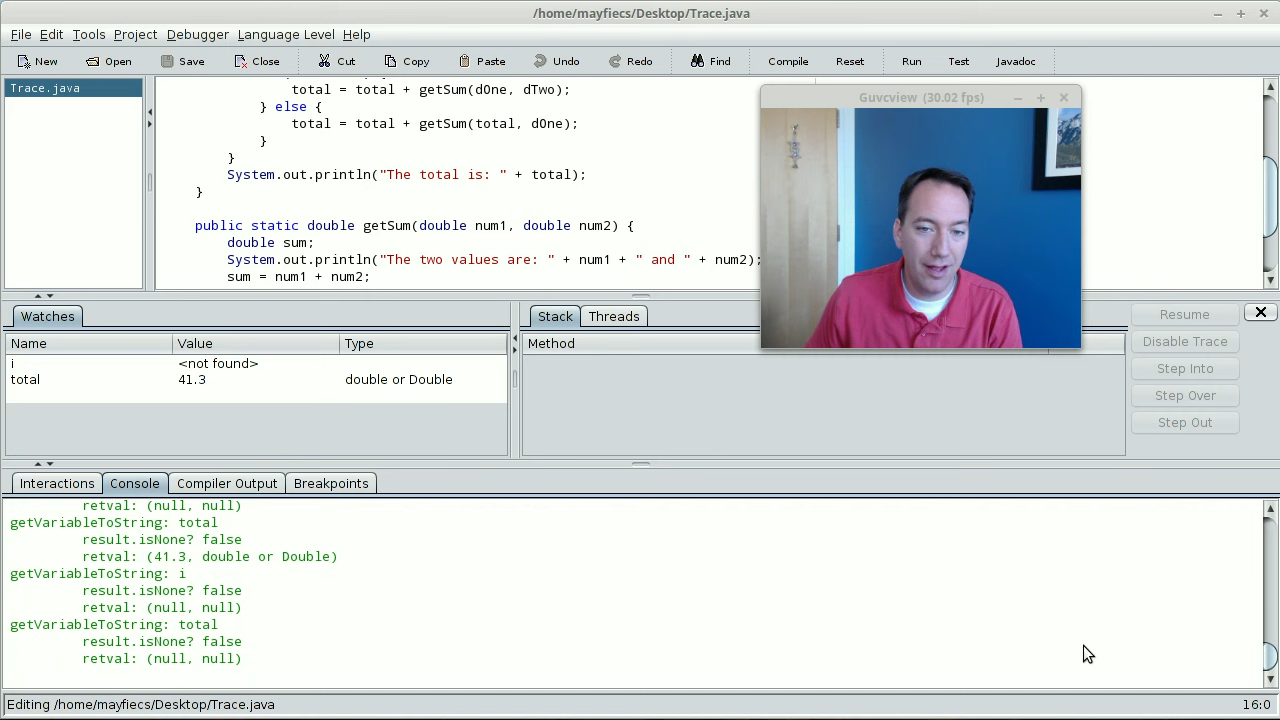 /home/mayfiecs/Desktop/Trace.java
File Edit Tools Project Debugger Language Level Help
New Open Save Close Cut Copy Paste Undo Redo Find Compile Reset Run Test Javadoc
Trace.java
total = total + getSum(dOne, dTwo);
} else {
total = total + getSum(total, dOne);
}
}
System.out.println("The total is: " + total);
}
public static double getSum(double num1, double num2) {
double sum;
System.out.println("The two values are: " + num1 + " and " + num2);
sum = num1 + num2;
Guvcview (30.02 fps)
Watches
Name Value Type
i <not found>
total 41.3 double or Double
Stack Threads
Method
Resume
Disable Trace
Step Into
Step Over
Step Out
Interactions Console Compiler Output Breakpoints
retval: (null, null)
getVariableToString: total
result.isNone? false
retval: (41.3, double or Double)
getVariableToString: i
result.isNone? false
retval: (null, null)
getVariableToString: total
result.isNone? false
retval: (null, null)
Editing /home/mayfiecs/Desktop/Trace.java 16:0